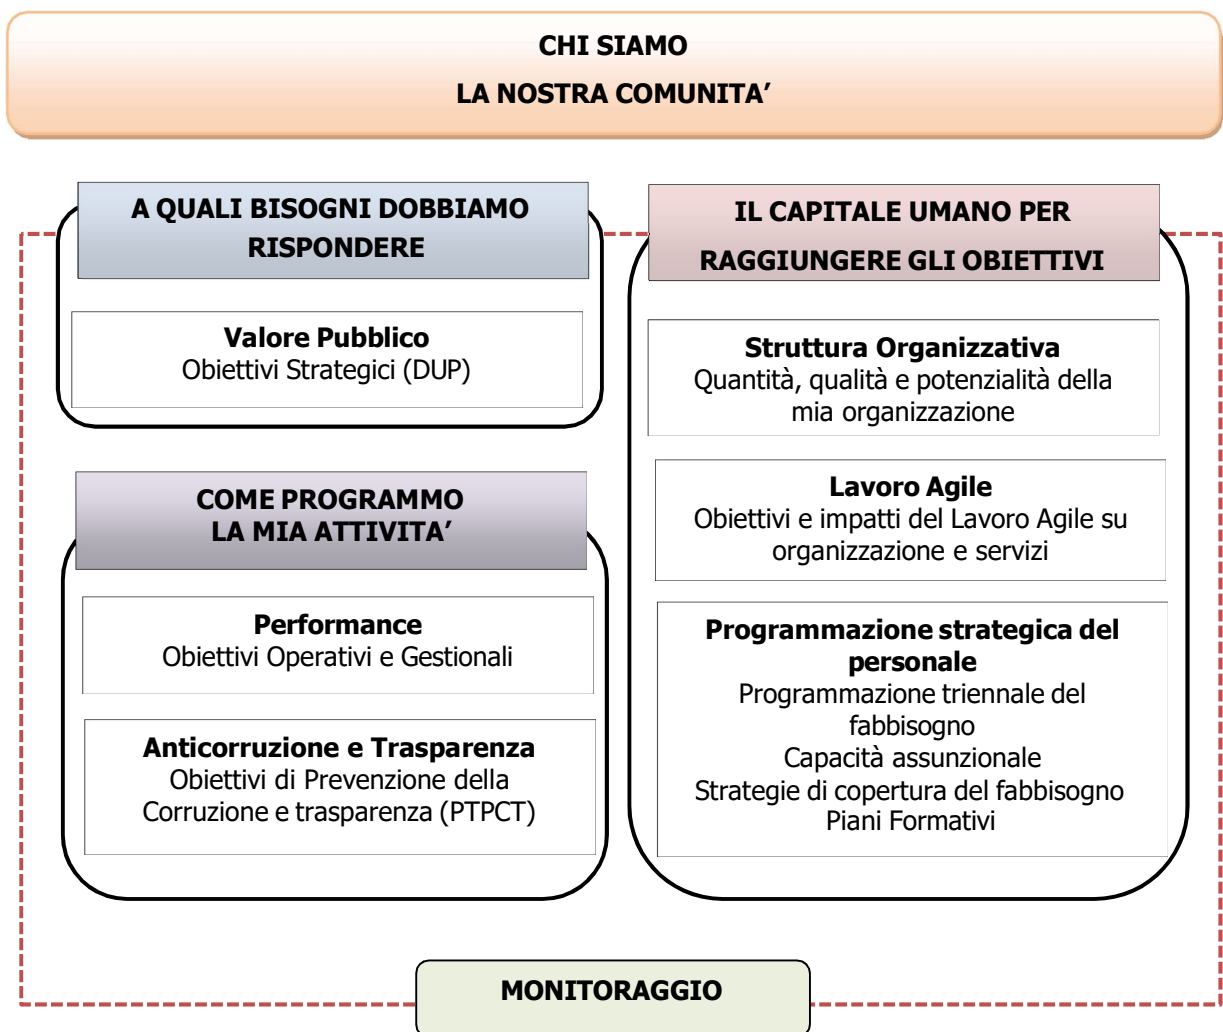 CHI SIAMO
LA NOSTRA COMUNITA’
A QUALI BISOGNI DOBBIAMO
RISPONDERE
Valore Pubblico
Obiettivi Strategici (DUP)
COME PROGRAMMO
LA MIA ATTIVITA’
Performance
Obiettivi Operativi e Gestionali
Anticorruzione e Trasparenza
Obiettivi di Prevenzione della
Corruzione e trasparenza (PTPCT)
IL CAPITALE UMANO PER
RAGGIUNGERE GLI OBIETTIVI
Struttura Organizzativa
Quantità, qualità e potenzialità della
mia organizzazione
Lavoro Agile
Obiettivi e impatti del Lavoro Agile su
organizzazione e servizi
Programmazione strategica del
personale
Programmazione triennale del
fabbisogno
Capacità assunzionale
Strategie di copertura del fabbisogno
Piani Formativi
MONITORAGGIO